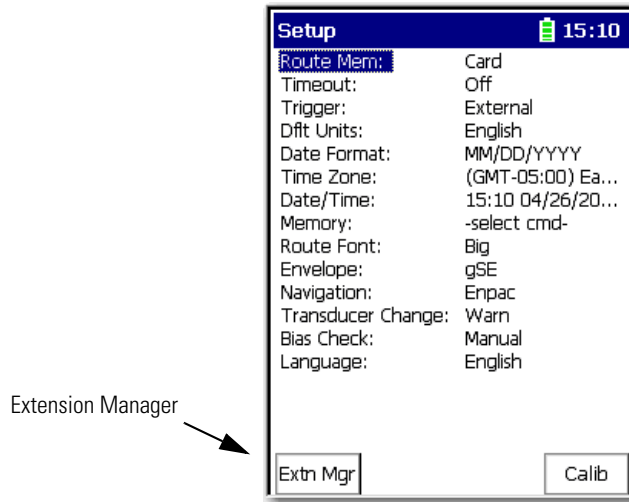 Setup 15:10
Route Mem: Card
Timeout: Off
Trigger: External
Dflt Units: English
Date Format: MM/DD/YYYY
Time Zone: (GMT-05:00) Ea...
Date/Time: 15:10 04/26/20...
Memory: -select cmd-
Route Font: Big
Envelope: gSE
Navigation: Enpac
Transducer Change: Warn
Bias Check: Manual
Language: English
Extension Manager
Extn Mgr Calib